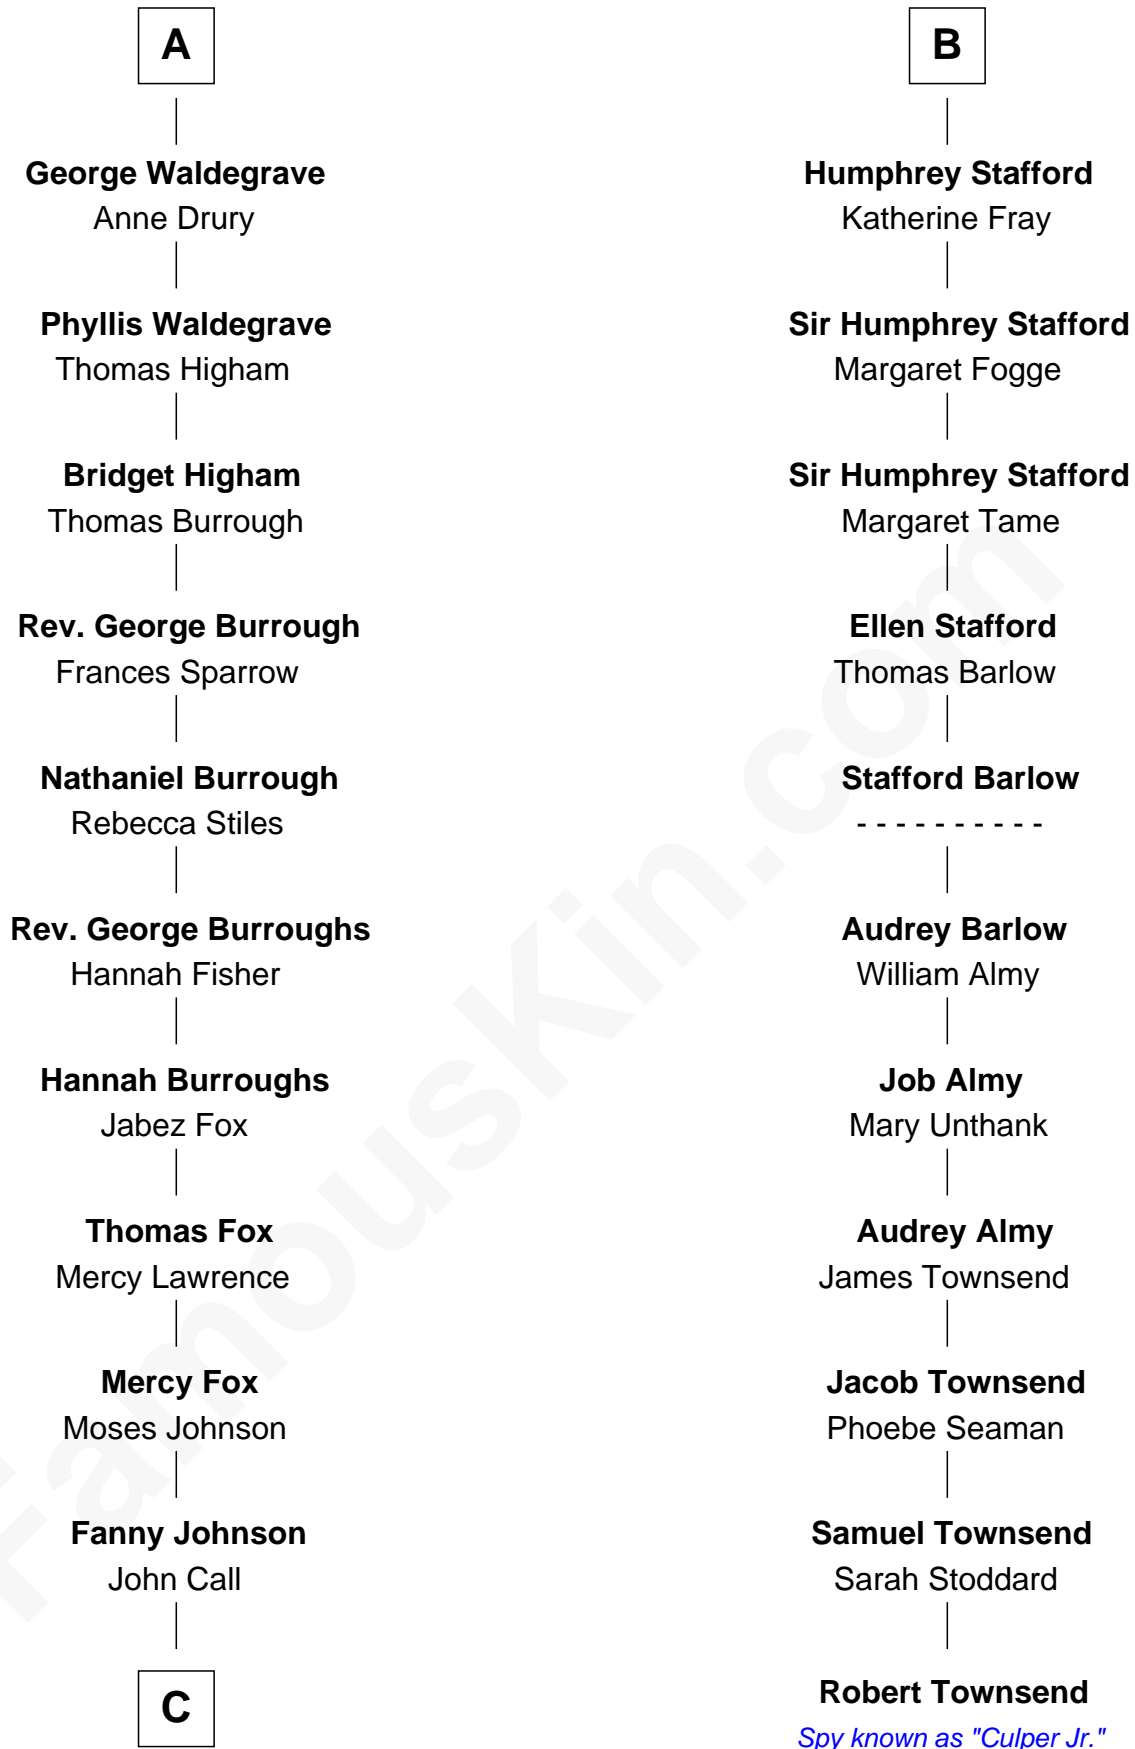 A
George Waldegrave
Anne Drury
Phyllis Waldegrave
Thomas Higham
Bridget Higham
Thomas Burrough
Rev. George Burrough
Frances Sparrow
Nathaniel Burrough
Rebecca Stiles
Rev. George Burroughs
Hannah Fisher
Hannah Burroughs
Jabez Fox
Thomas Fox
Mercy Lawrence
Mercy Fox
Moses Johnson
Fanny Johnson
John Call
C
B
Humphrey Stafford
Katherine Fray
Sir Humphrey Stafford
Margaret Fogge
Sir Humphrey Stafford
Margaret Tame
Ellen Stafford
Thomas Barlow
Stafford Barlow
- - - - - - - - - -
Audrey Barlow
William Almy
Job Almy
Mary Unthank
Audrey Almy
James Townsend
Jacob Townsend
Phoebe Seaman
Samuel Townsend
Sarah Stoddard
Robert Townsend
Spy known as "Culper Jr."
FamousKin.com